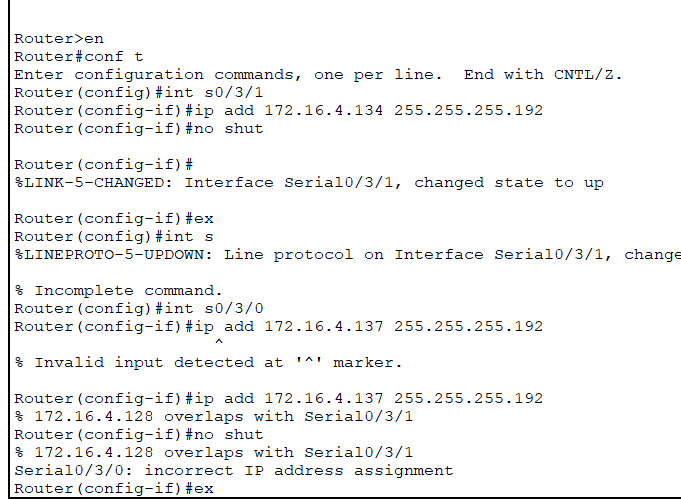 Router>en
Router#conf t
Enter configuration commands, one per line.  End with CNTL/Z.
Router(config)#int s0/3/1
Router(config-if)#ip add 172.16.4.134 255.255.255.192
Router(config-if)#no shut
Router(config-if)#
%LINK-5-CHANGED: Interface Serial0/3/1, changed state to up
Router(config-if)#ex
Router(config)#int s
%LINEPROTO-5-UPDOWN: Line protocol on Interface Serial0/3/1, change
% Incomplete command.
Router(config)#int s0/3/0
Router(config-if)#ip add 172.16.4.137 255.255.255.192
^
% Invalid input detected at '^' marker.
Router(config-if)#ip add 172.16.4.137 255.255.255.192
% 172.16.4.128 overlaps with Serial0/3/1
Router(config-if)#no shut
% 172.16.4.128 overlaps with Serial0/3/1
Serial0/3/0: incorrect IP address assignment
Router(config-if)#ex